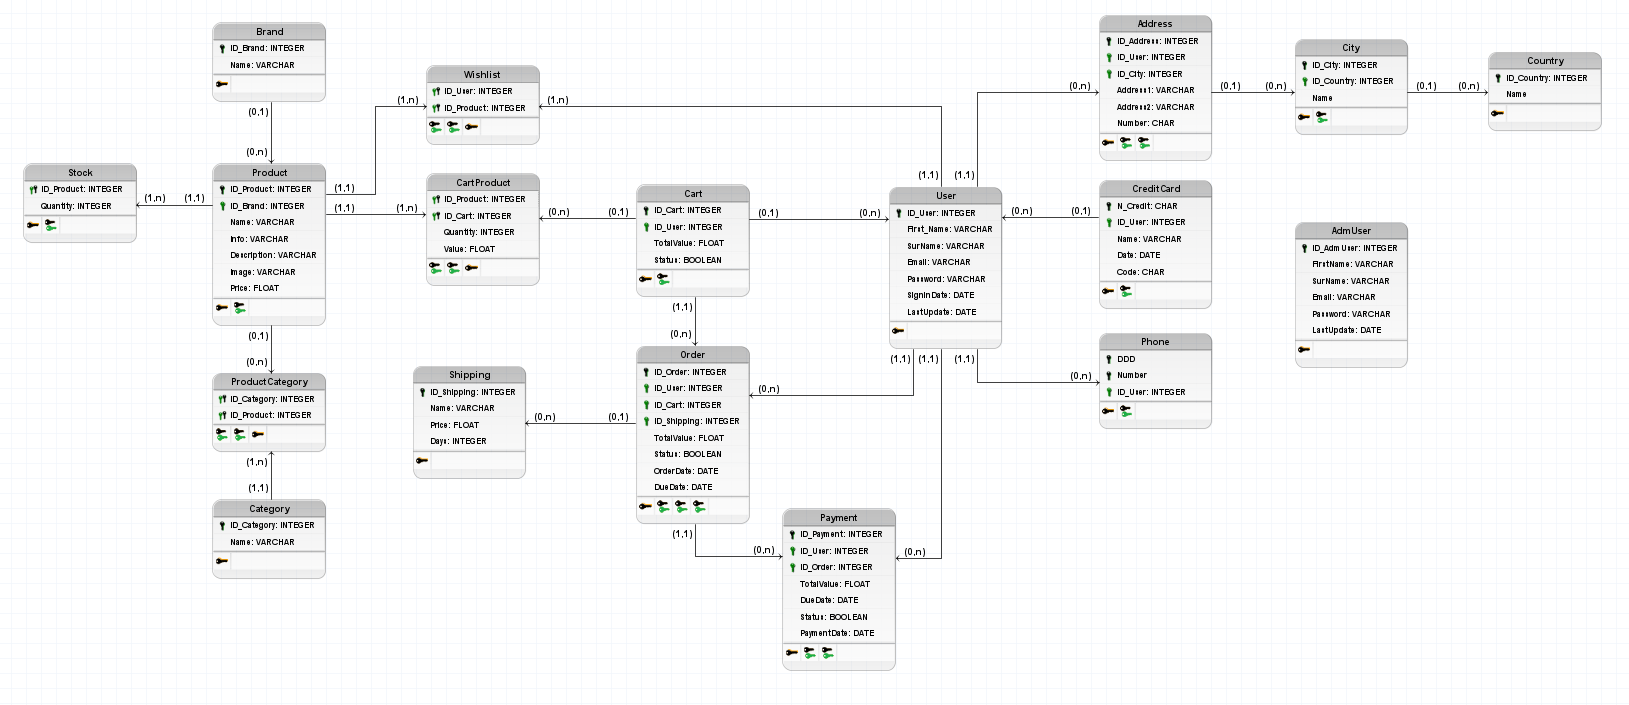 Brand
ID_Brand: INTEGER
Name: VARCHAR
(0,1)
(0,n)
Stock
ID_Product: INTEGER
Quantity: INTEGER
(1,n)
(1,1)
Product
ID_Product: INTEGER
ID_Brand: INTEGER
Name: VARCHAR
Info: VARCHAR
Description: VARCHAR
Image: VARCHAR
Price: FLOAT
(1,1)
(1,1)
(0,1)
(0,n)
ProductCategory
ID_Category: INTEGER
ID_Product: INTEGER
(1,n)
(1,1)
Category
ID_Category: INTEGER
Name: VARCHAR
Wishlist
ID_User: INTEGER
ID_Product: INTEGER
(1,n)
(1,n)
CartProduct
ID_Product: INTEGER
ID_Cart: INTEGER
Quantity: INTEGER
Value: FLOAT
(1,n)
(0,n)
(0,1)
Cart
ID_Cart: INTEGER
ID_User: INTEGER
TotalValue: FLOAT
Status: BOOLEAN
(0,1)
(0,n)
(1,1)
(0,n)
Shipping
ID_Shipping: INTEGER
Name: VARCHAR
Price: FLOAT
Days: INTEGER
(0,n)
(0,1)
Order
ID_Order: INTEGER
ID_User: INTEGER
ID_Cart: INTEGER
ID_Shipping: INTEGER
TotalValue: FLOAT
Status: BOOLEAN
OrderDate: DATE
DueDate: DATE
(0,n)
(1,1)
(0,n)
Payment
ID_Payment: INTEGER
ID_User: INTEGER
ID_Order: INTEGER
TotalValue: FLOAT
DueDate: DATE
Status: BOOLEAN
PaymentDate: DATE
(0,n)
(1,1)
(1,1)
User
ID_User: INTEGER
First_Name: VARCHAR
SurName: VARCHAR
Email: VARCHAR
Password: VARCHAR
SignInDate: DATE
LastUpdate: DATE
(1,1)
(1,1)
(1,1)
(0,n)
Address
ID_Address: INTEGER
ID_User: INTEGER
ID_City: INTEGER
Address1: VARCHAR
Address2: VARCHAR
Number: CHAR
(0,1)
(0,n)
City
ID_City: INTEGER
ID_Country: INTEGER
Name
(0,1)
(0,n)
Country
ID_Country: INTEGER
Name
(0,n)
(0,1)
CreditCard
N_Credit: CHAR
ID_User: INTEGER
Name: VARCHAR
Date: DATE
Code: CHAR
(0,n)
Phone
DDD
Number
ID_User: INTEGER
AdmUser
ID_AdmUser: INTEGER
FirstName: VARCHAR
SurName: VARCHAR
Email: VARCHAR
Password: VARCHAR
LastUpdate: DATE